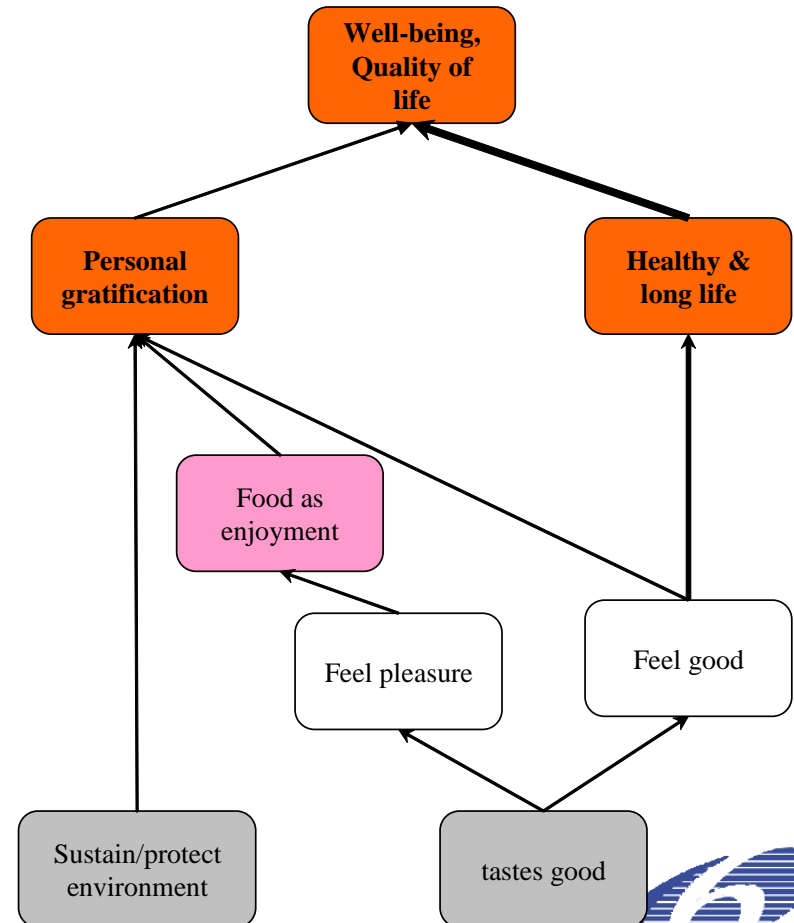 Well-being,
Quality of
life
Personal
gratification
Healthy &
long life
Food as
enjoyment
Feel pleasure
Feel good
Sustain/protect
environment
tastes good